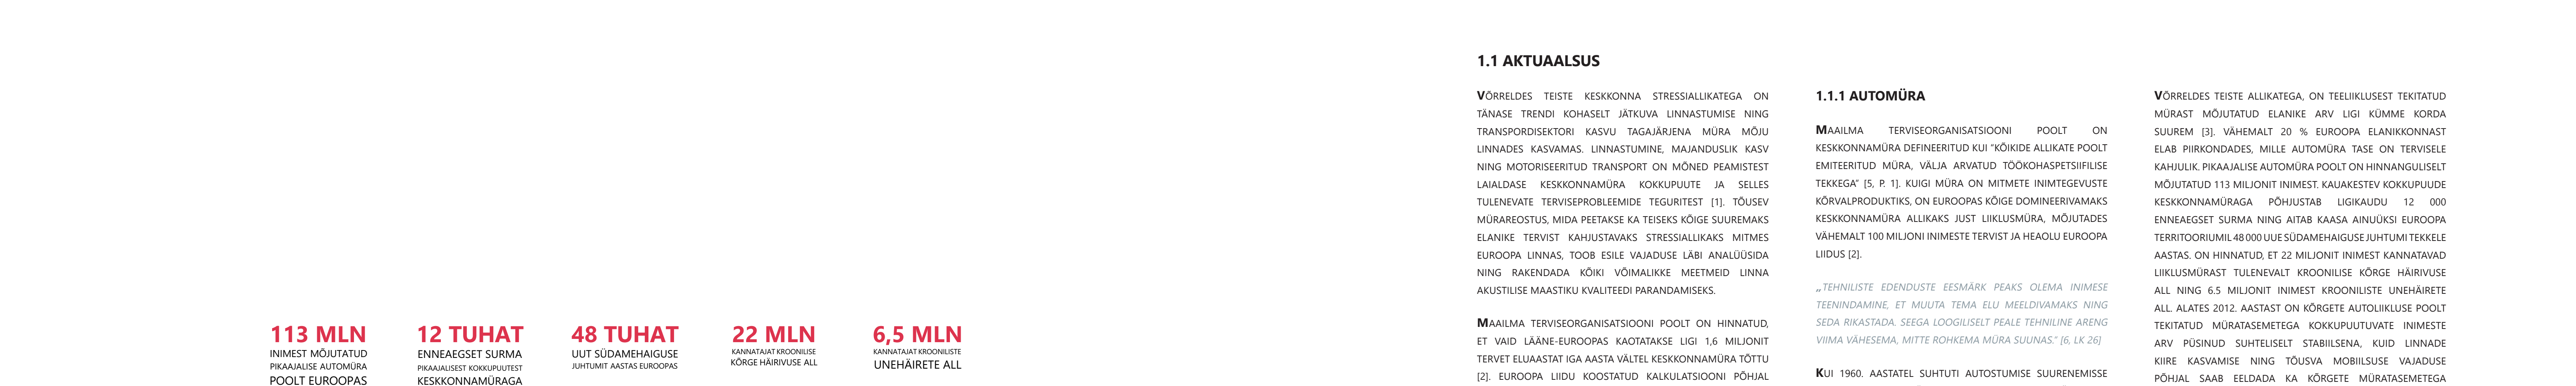 113 MLN
INIMEST MÕJUTATUD
PIKAAJALISE AUTOMÜRA
POOLT EUROOPAS
12 TUHAT
ENNEAEGSET SURMA
PIKAAJALISEST KOKKUPUUTEST
KESKKONNAMÜRAGA
48 TUHAT
UUT SÜDAMEHAIGUSE
JUHTUMIT AASTAS EUROOPAS
22 MLN
KANNATAJAT KROONILISE
KÕRGE HÄIRIVUSE ALL
6,5 MLN
KANNATAJAT KROONILISTE
UNEHÄIRETE ALL
1.1 AKTUAALSUS
VÕRRELDES TEISTE KESKKONNA STRESSIALLIKATEGA ON
TÄNASE TRENDI KOHASELT JÄTKUVA LINNASTUMISE NING
TRANSPORDISEKTORI KASVU TAGAJÄRJENA MÜRA MÕJU
LINNADES KASVAMAS. LINNASTUMINE, MAJANDUSLIK KASV
NING MOTORISEERITUD TRANSPORT ON MÕNED PEAMISTEST
LAIALDASE KESKKONNAMÜRA KOKKUPUUTE JA SELLES
TULENEVATE TERVISEPROBLEEMIDE TEGURITEST [1]. TÕUSEV
MÜRAREOSTUS, MIDA PEETAKSE KA TEISEKS KÕIGE SUUREMAKS
ELANIKE TERVIST KAHJUSTAVAKS STRESSIALLIKAKS MITMES
EUROOPA LINNAS, TOOB ESILE VAJADUSE LÄBI ANALÜÜSIDA
NING RAKENDADA KÕIKI VÕIMALIKKE MEETMEID LINNA
AKUSTILISE MAASTIKU KVALITEEDI PARANDAMISEKS.
MAAILMA TERVISEORGANISATSIOONI POOLT ON HINNATUD,
ET VAID LÄÄNE-EUROOPAS KAOTATAKSE LIGI 1,6 MILJONIT
TERVET ELUAASTAT IGA AASTA VÄLTEL KESKKONNAMÜRA TÕTTU
[2]. EUROOPA LIIDU KOOSTATUD KALKULATSIOONI PÕHJAL
1.1.1 AUTOMÜRA
MAAILMA TERVISEORGANISATSIOONI POOLT ON
KESKKONNAMÜRA DEFINEERITUD KUI "KÕIKIDE ALLIKATE POOLT
EMITEERITUD MÜRA, VÄLJA ARVATUD TÖÖKOHASPETSIIFILISE
TEKKEGA" [5, P. 1]. KUIGI MÜRA ON MITMETE INIMTEGEVUSTE
KÕRVALPRODUKTIKS, ON EUROOPAS KÕIGE DOMINEERIVAMAKS
KESKKONNAMÜRA ALLIKAKS JUST LIIKLUSMÜRA, MÕJUTADES
VÄHEMALT 100 MILJONI INIMESTE TERVIST JA HEAOLU EUROOPA
LIIDUS [2].
„TEHNILISTE EDENDUSTE EESMÄRK PEAKS OLEMA INIMESE
TEENINDAMINE, ET MUUTA TEMA ELU MEELDIVAMAKS NING
SEDA RIKASTADA. SEEGA LOOGILISELT PEALE TEHNILINE ARENG
VIIMA VÄHESEMA, MITTE ROHKEMA MÜRA SUUNAS." [6, LK 26]
KUI 1960. AASTATEL SUHTUTI AUTOSTUMISE SUURENEMISSE
VÕRRELDES TEISTE ALLIKATEGA, ON TEELIIKLUSEST TEKITATUD
MÜRAST MÕJUTATUD ELANIKE ARV LIGI KÜMME KORDA
SUUREM [3]. VÄHEMALT 20 % EUROOPA ELANIKKONNAST
ELAB PIIRKONDADES, MILLE AUTOMÜRA TASE ON TERVISELE
KAHJULIK. PIKAAJALISE AUTOMÜRA POOLT ON HINNANGULISELT
MÕJUTATUD 113 MILJONIT INIMEST. KAUAKESTEV KOKKUPUUDE
KESKKONNAMÜRAGA PÕHJUSTAB LIGIKAUDU 12 000
ENNEAEGSET SURMA NING AITAB KAASA AINUÜKSI EUROOPA
TERRITOORIUMIL 48 000 UUE SÜDAMEHAIGUSE JUHTUMI TEKKELE
AASTAS. ON HINNATUD, ET 22 MILJONIT INIMEST KANNATAVAD
LIIKLUSMÜRAST TULENEVALT KROONILISE KÕRGE HÄIRIVUSE
ALL NING 6.5 MILJONIT INIMEST KROONILISTE UNEHÄIRETE
ALL. ALATES 2012. AASTAST ON KÕRGETE AUTOLIIKLUSE POOLT
TEKITATUD MÜRATASEMETEGA KOKKUPUUTUVATE INIMESTE
ARV PÜSINUD SUHTELISELT STABIILSENA, KUID LINNADE
KIIRE KASVAMISE NING TÕUSVA MOBIILSUSE VAJADUSE
PÕHJAL SAAB EELDADA KA KÕRGETE MÜRATASEMETEGA